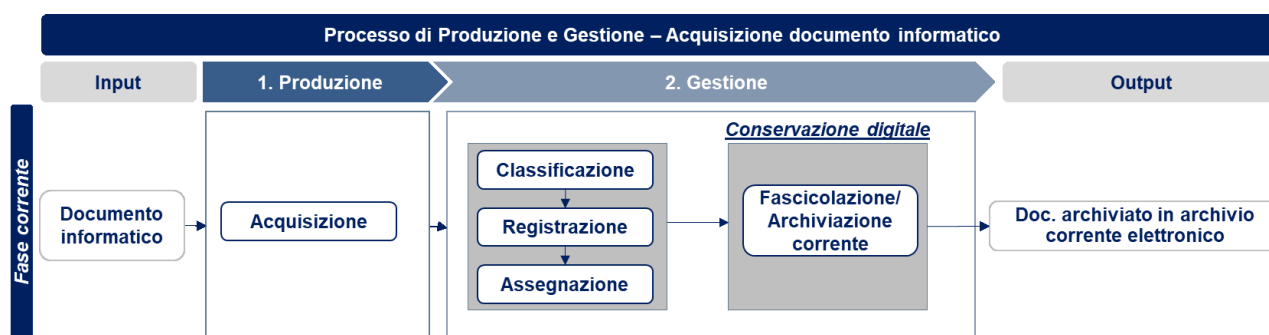 Processo di Produzione e Gestione – Acquisizione documento informatico
Input
1. Produzione
2. Gestione
Output
Fase corrente
Documento
informatico
Acquisizione
Classificazione
Registrazione
Assegnazione
Conservazione digitale
Fascicolazione/
Archiviazione
corrente
Doc. archiviato in archivio
corrente elettronico